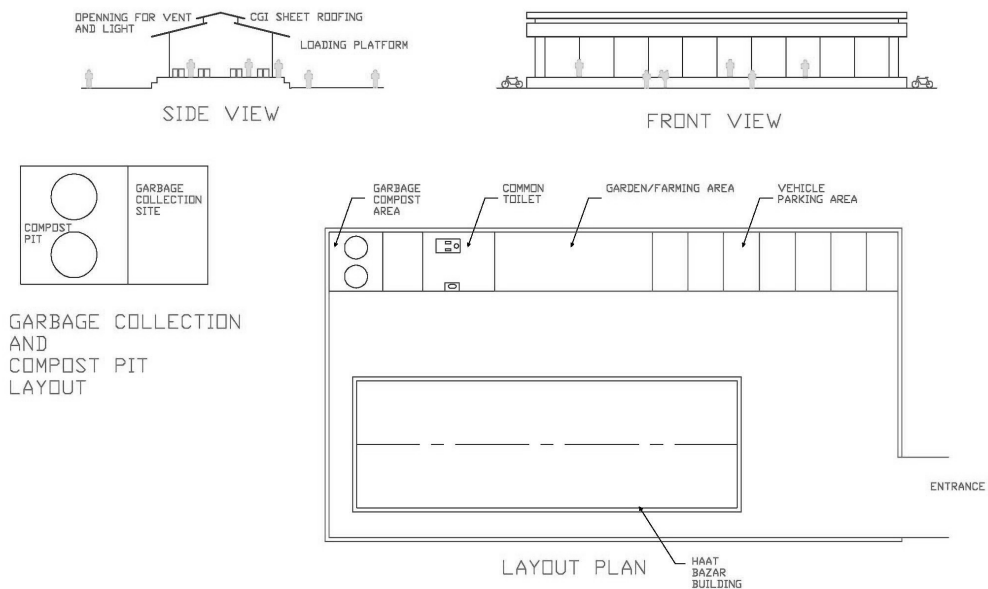 OPENNING FOR VENT
AND LIGHT
CGI SHEET ROOFING
LOADING PLATFORM
SIDE VIEW
FRONT VIEW
COMPOST
PIT
GARBAGE
COLLECTION
SITE
GARBAGE COLLECTION
AND
COMPOST PIT
LAYOUT
GARBAGE
COMPOST
AREA
COMMON
TOILET
GARDEN/FARMING AREA
VEHICLE
PARKING AREA
ENTRANCE
LAYOUT PLAN
HAAT
BAZAR
BUILDING